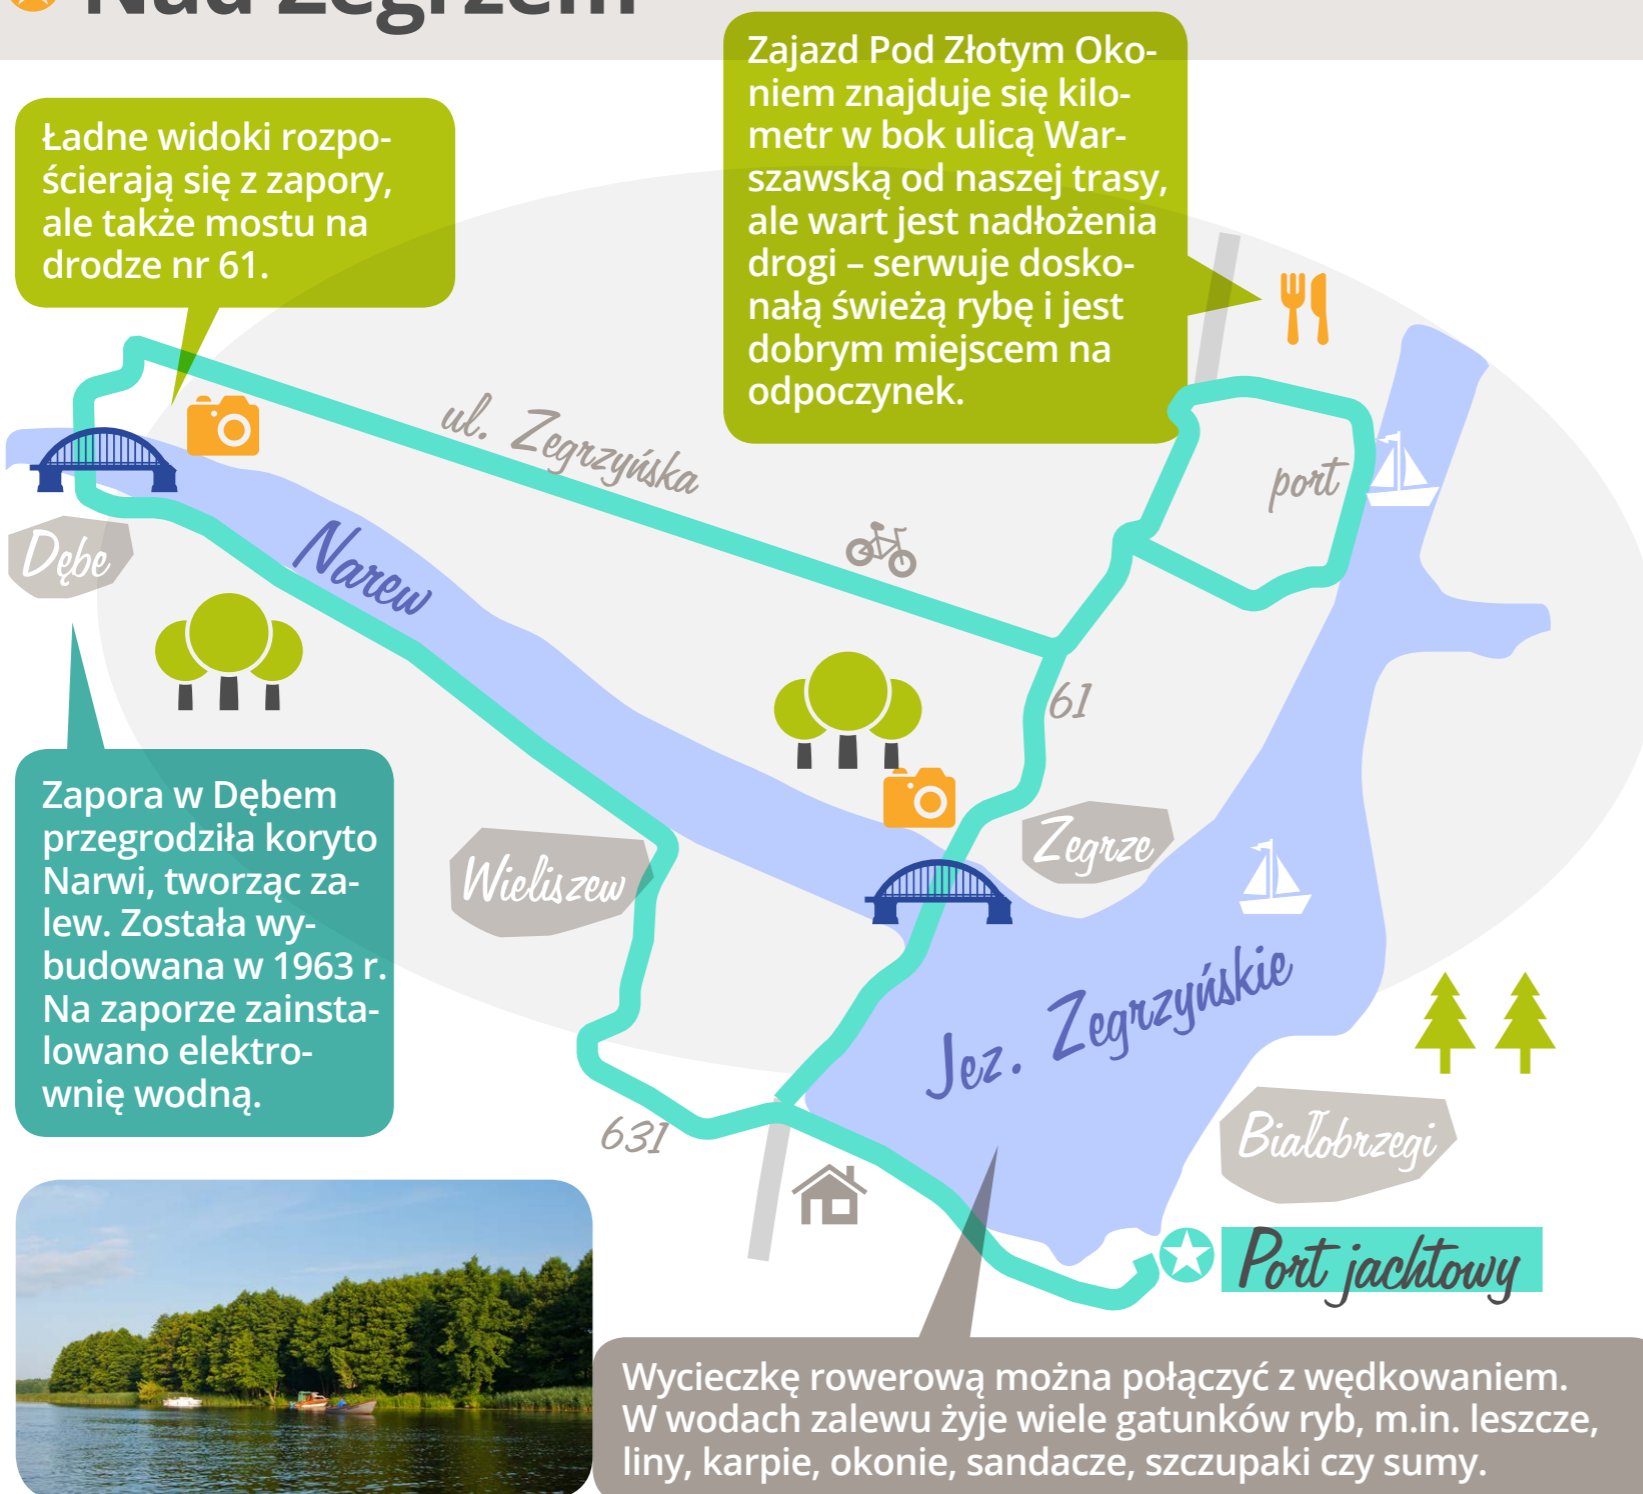 Nad Zegrzem
Zajazd Pod Złotym Oko-
niem znajduje się kilo-
metr w bok ulicą War-
szawską od naszej trasy,
ale wart jest nadłożenia
drogi – serwuje dosko-
nałą świeżą rybę i jest
dobrym miejscem na
odpoczynek.
Ładne widoki rozpo-
ścierają się z zapory,
ale także mostu na
drodze nr 61.
ul. Zegrzyńska
port
Dębe
Narew
61
Zapora w Dębem
przegrodziła koryto
Narwi, tworząc za-
lew. Została wy-
budowana w 1963 r.
Na zaporze zainsta-
lowano elektro-
wnię wodną.
Wieliszew
Zegrze
Jez. Zegrzyńskie
631
Białobrzegi
Port jachtowy
Wycieczkę rowerową można połączyć z wędkowaniem.
W wodach zalewu żyje wiele gatunków ryb, m.in. leszcze,
liny, karpie, okonie, sandacze, szczupaki czy sumy.